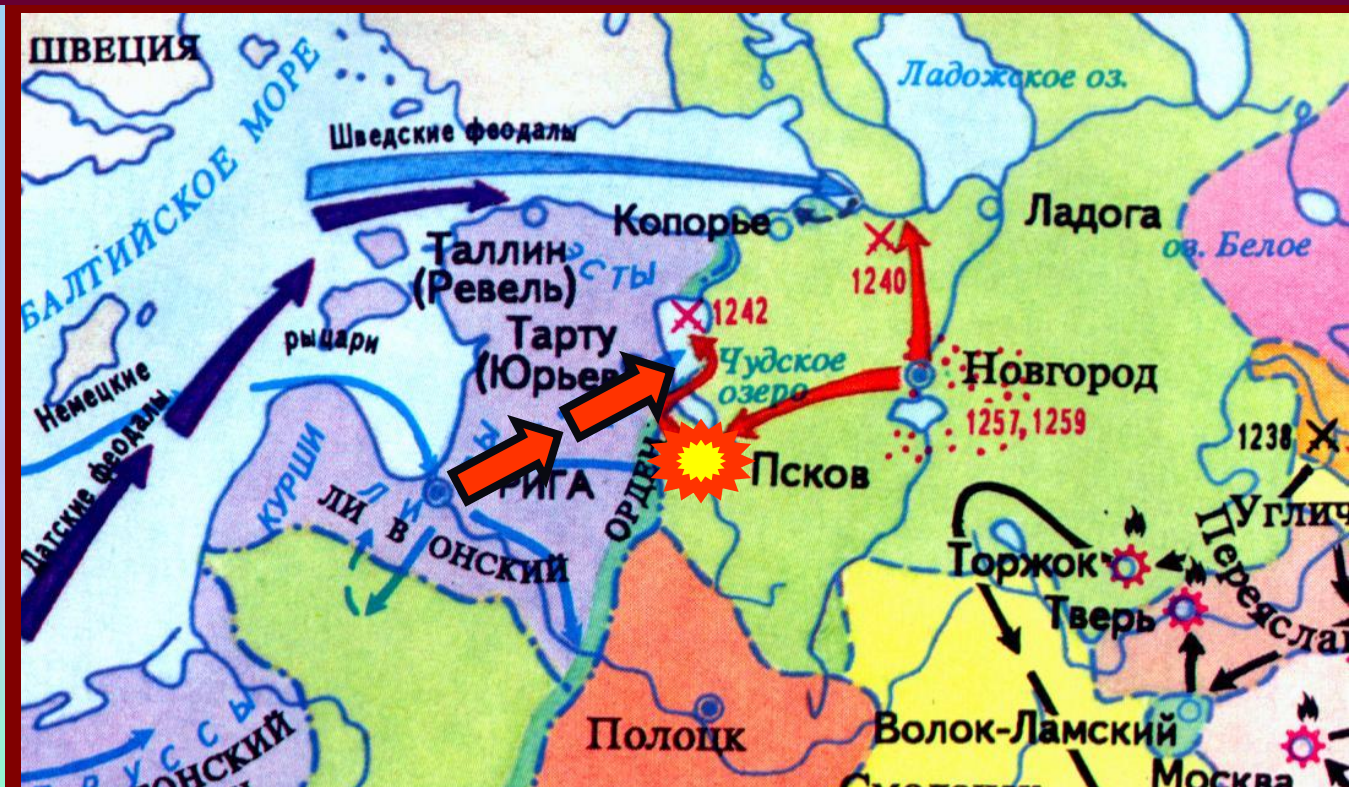 ШВЕЦИЯ
БАЛТИЙСКОЕ МОРЕ
Ладожское оз.
Шведские феодалы
Копорье
Ладога
оз. Белое
Таллин
(Ревель)
эсты
1240
1242
рыцари
Тарту
(Юрьев
Чудское
озеро
Новгород
Немецкие
1257, 1259
Датские феодалы
1238
КУРШИ
РИГА
ОРДЕН
Псков
ЛИВОНСКИЙ
Углич
Торжок
Переяслав
Тверь
Полоцк
Волок-Ламский
Москва